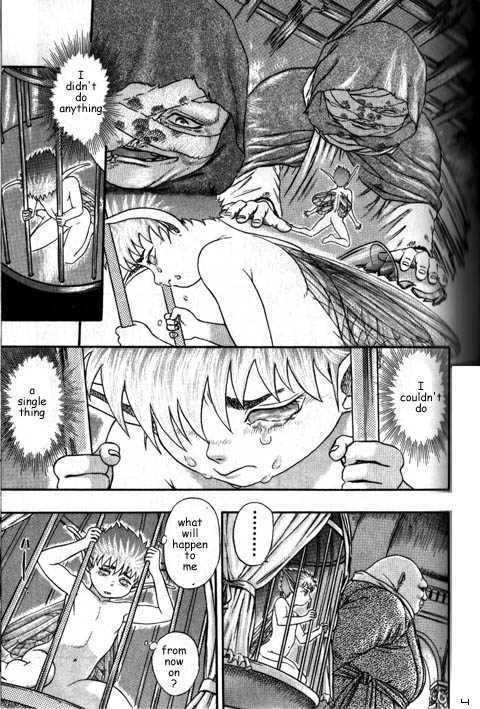 I
didn't
do
anything
I
couldn't
do
a
single
thing
........
what
will
happen
to
me
from
now
on
?
4